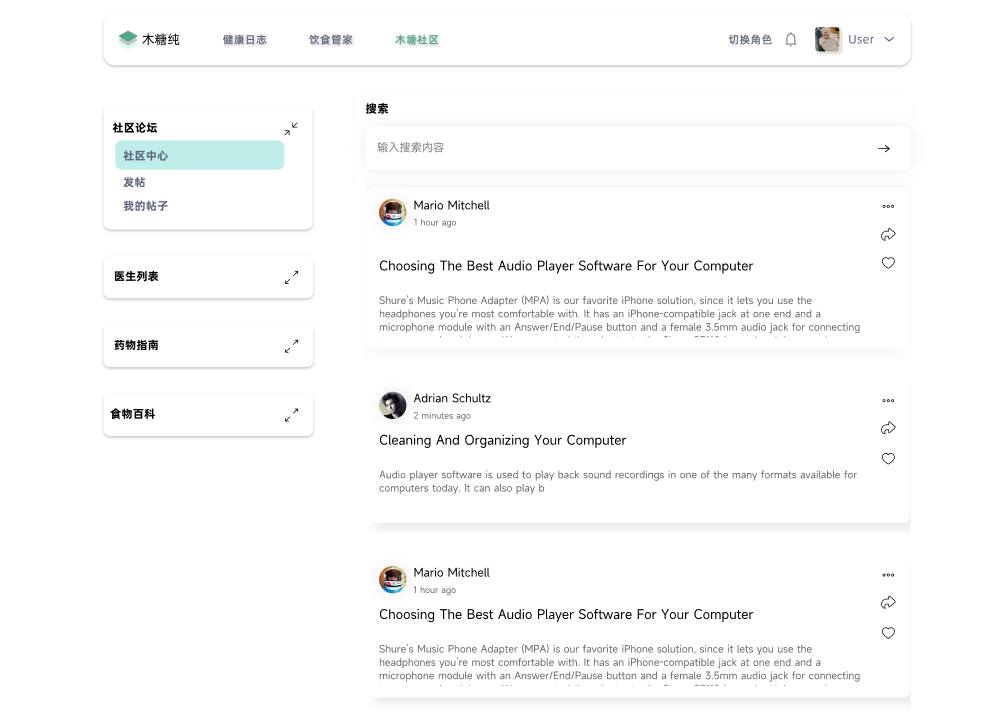 木糖纯
健康日志
饮食管家
木塘社区
切换角色
User
社区论坛
社区中心
发帖
我的帖子
医生列表
药物指南
食物百科
搜索
输入搜索内容
Mario Mitchell
1 hour ago
Choosing The Best Audio Player Software For Your Computer
Shure's Music Phone Adapter (MPA) is our favorite iPhone solution, since it lets you use the
headphones you're most comfortable with. It has an iPhone-compatible jack at one end and a
microphone module with an Answer/End/Pause button and a female 3.5mm audio jack for connecting
Adrian Schultz
2 minutes ago
Cleaning And Organizing Your Computer
Audio player software is used to play back sound recordings in one of the many formats available for
computers today. It can also play b
Mario Mitchell
1 hour ago
Choosing The Best Audio Player Software For Your Computer
Shure's Music Phone Adapter (MPA) is our favorite iPhone solution, since it lets you use the
headphones you're most comfortable with. It has an iPhone-compatible jack at one end and a
microphone module with an Answer/End/Pause button and a female 3.5mm audio jack for connecting